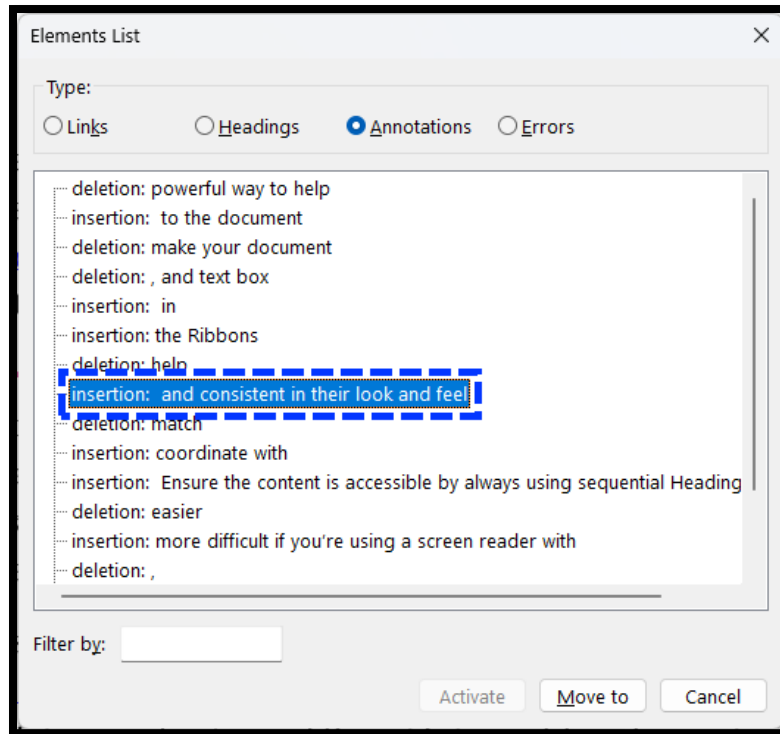 Elements List
Type:
Links Headings Annotations Errors
deletion: powerful way to help
insertion:  to the document
deletion: make your document
deletion: , and text box
insertion:  in
insertion: the Ribbons
deletion: help
insertion:  and consistent in their look and feel
deletion: match
insertion: coordinate with
insertion:  Ensure the content is accessible by always using sequential Heading
deletion: easier
insertion: more difficult if you're using a screen reader with
deletion: ,
Filter by:
Activate Move to Cancel